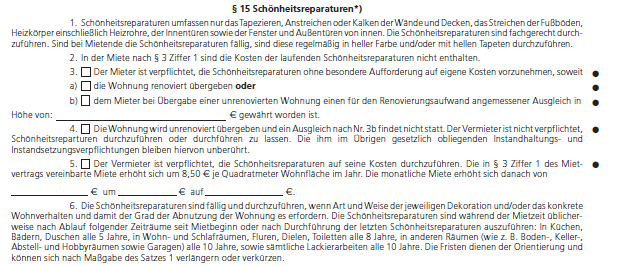 § 15 Schönheitsreparaturen*)
1. Schönheitsreparaturen umfassen nur das Tapezieren, Anstreichen oder Kalken der Wände und Decken, das Streichen der Fußböden,
Heizkörper einschließlich Heizrohre, der Innentüren sowie der Fenster und Außentüren von innen. Die Schönheitsreparaturen sind fachgerecht durch-
zuführen. Sind bei Mietende die Schönheitsreparaturen fällig, sind diese regelmäßig in heller Farbe und/oder mit hellen Tapeten durchzuführen.
2. In der Miete nach § 3 Ziffer 1 sind die Kosten der laufenden Schönheitsreparaturen nicht enthalten.
3. ☐ Der Mieter ist verpflichtet, die Schönheitsreparaturen ohne besondere Aufforderung auf eigene Kosten vorzunehmen, soweit ●
a) ☐ die Wohnung renoviert übergeben oder ●
b) ☐ dem Mieter bei Übergabe einer unrenovierten Wohnung einen für den Renovierungsaufwand angemessener Ausgleich in ●
Höhe von: ____________________ € gewährt worden ist.
4. ☐ Die Wohnung wird unrenoviert übergeben und ein Ausgleich nach Nr. 3b findet nicht statt. Der Vermieter ist nicht verpflichtet, ●
Schönheitsreparturen durchzuführen oder durchführen zu lassen. Die ihm im Übrigen gesetzlich obliegenden Instandhaltungs- und
Instandsetzungsverpflichtungen bleiben hiervon unberührt.
5. ☐ Der Vermieter ist verpflichtet, die Schönheitsreparaturen auf seine Kosten durchzuführen. Die in § 3 Ziffer 1 des Miet- ●
vertrags vereinbarte Miete erhöht sich um 8,50 € je Quadratmeter Wohnfläche im Jahr. Die monatliche Miete erhöht sich danach von
____________ € um __________ € auf ____________ €.
6. Die Schönheitsreparaturen sind fällig und durchzuführen, wenn Art und Weise der jeweiligen Dekoration und/oder das konkrete
Wohnverhalten und damit der Grad der Abnutzung der Wohnung es erfordern. Die Schönheitsreparaturen sind während der Mietzeit üblicher-
weise nach Ablauf folgender Zeiträume seit Mietbeginn oder nach Durchführung der letzten Schönheitsreparaturen auszuführen: In Küchen,
Bädern, Duschen alle 5 Jahre, in Wohn- und Schlafräumen, Fluren, Dielen, Toiletten alle 8 Jahre, in anderen Räumen (wie z. B. Boden-, Keller-,
Abstell- und Hobbyräumen sowie Garagen) alle 10 Jahre, sowie sämtliche Lackierarbeiten alle 10 Jahre. Die Fristen dienen der Orientierung und
können sich nach Maßgabe des Satzes 1 verlängern oder verkürzen.